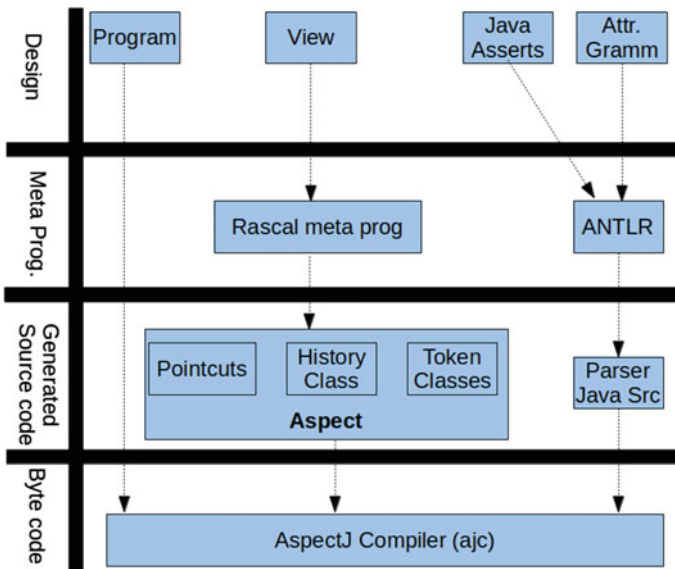 Design
Program
View
Java
Asserts
Attr.
Gramm
Meta Prog.
Rascal meta prog
ANTLR
Generated
Source code
Pointcuts
History
Class
Token
Classes
Aspect
Parser
Java Src
Byte code
AspectJ Compiler (ajc)